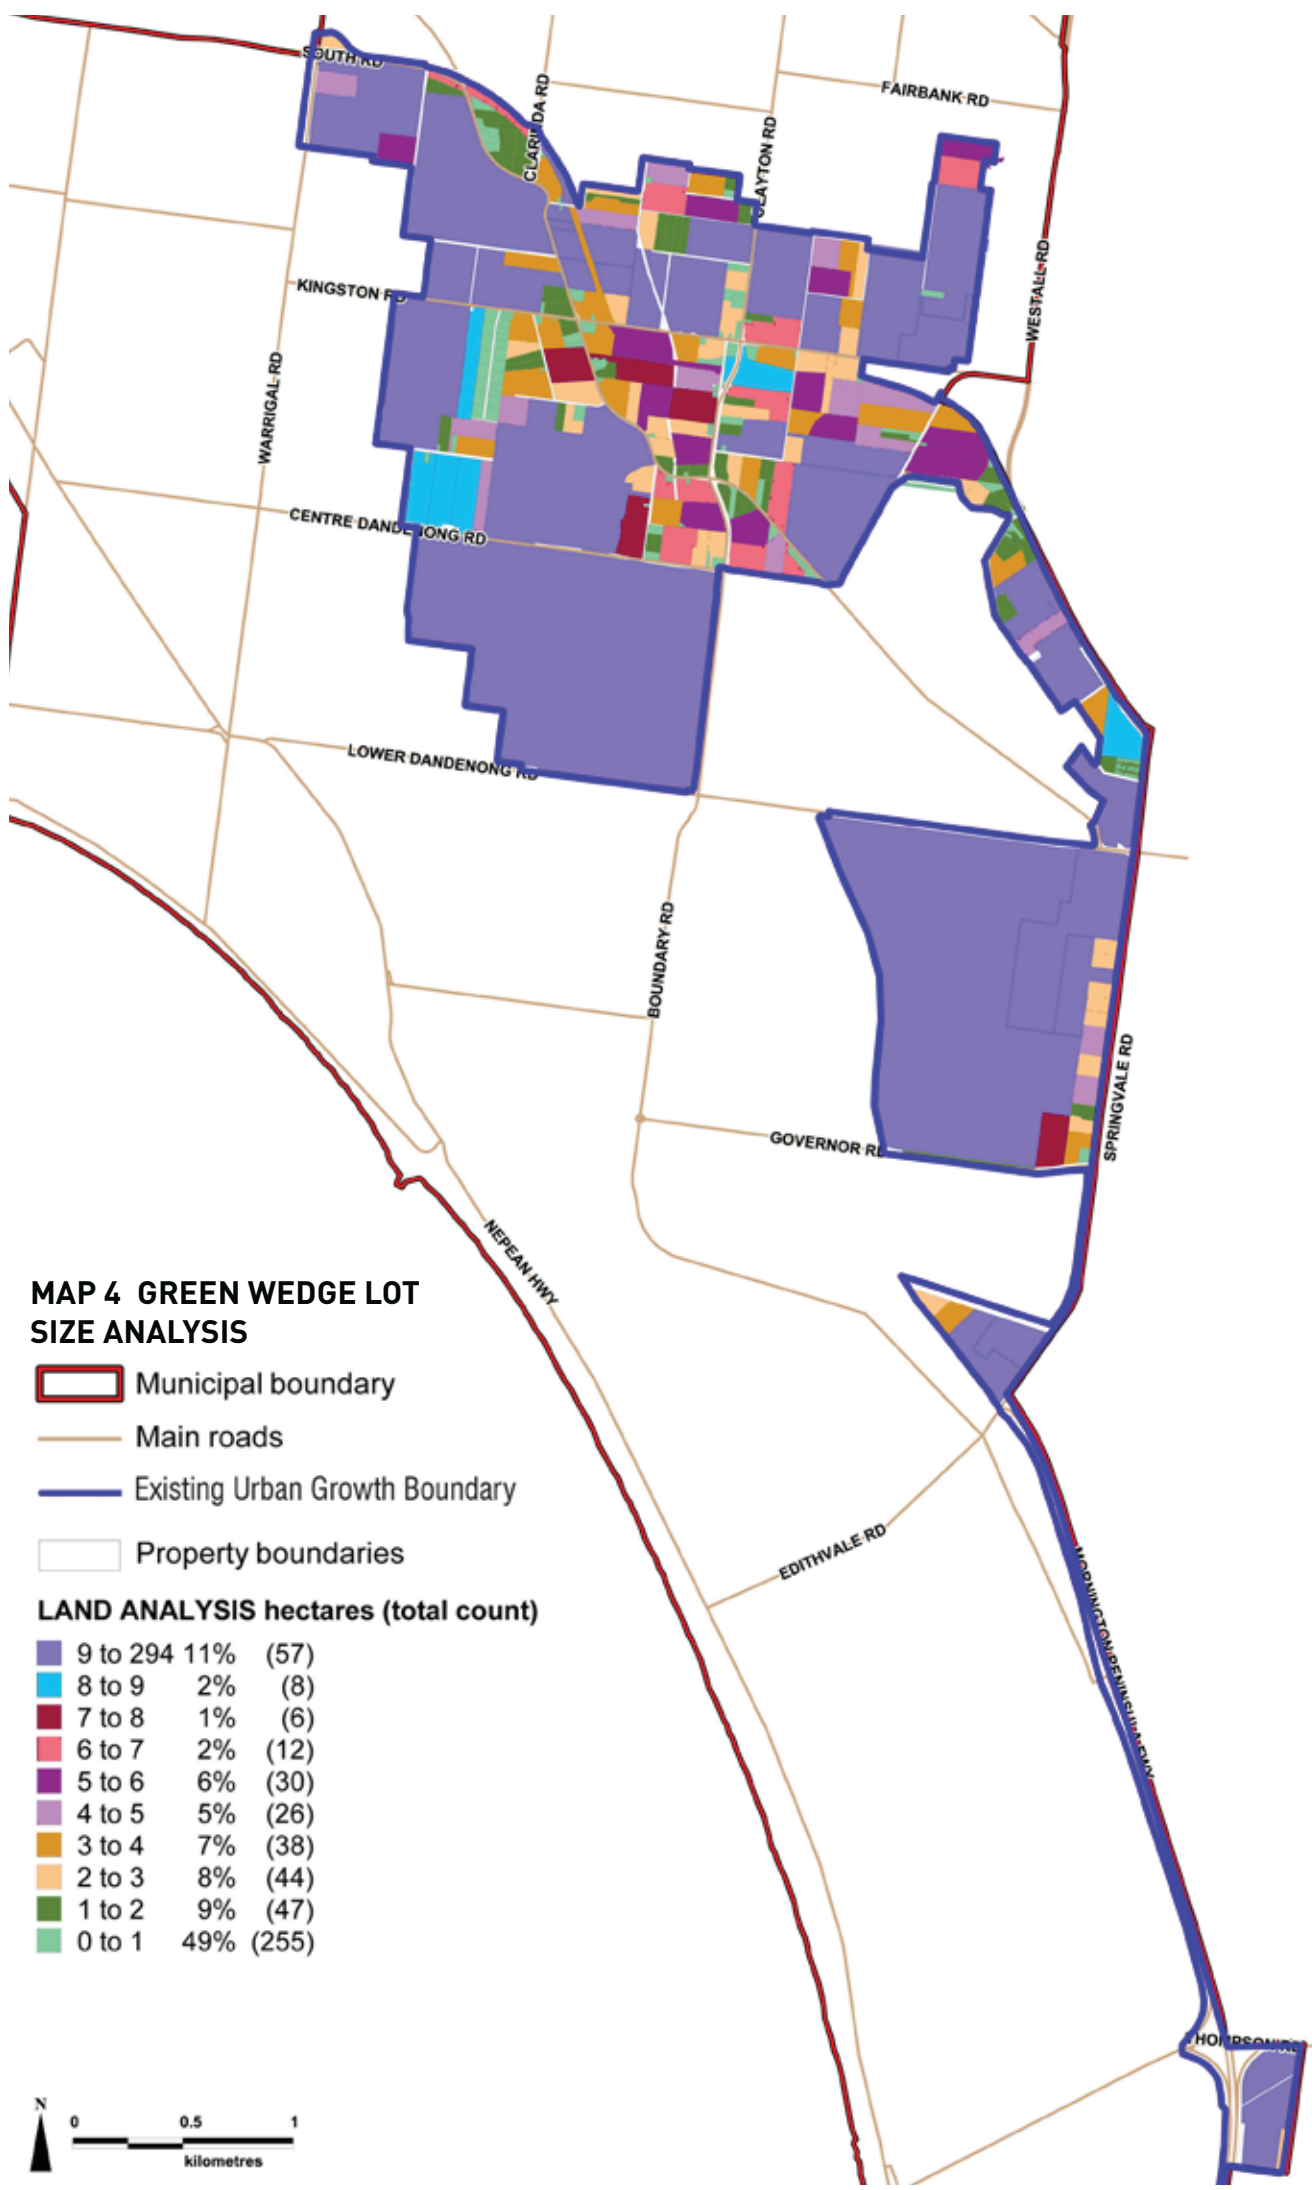 SOUTH RD
CLARINDA RD
FAIRBANK RD
CLAYTON RD
WESTALL RD
KINGSTON RD
WARRIGAL RD
CENTRE DANDENONG RD
LOWER DANDENONG RD
BOUNDARY RD
SPRINGVALE RD
GOVERNOR RD
NEPEAN HWY
EDITHVALE RD
MORNINGTON PENINSULA FWY
THOMPSON RD
MAP 4 GREEN WEDGE LOT
SIZE ANALYSIS
Municipal boundary
Main roads
Existing Urban Growth Boundary
Property boundaries
LAND ANALYSIS hectares (total count)
9 to 294 11% (57)
8 to 9 2% (8)
7 to 8 1% (6)
6 to 7 2% (12)
5 to 6 6% (30)
4 to 5 5% (26)
3 to 4 7% (38)
2 to 3 8% (44)
1 to 2 9% (47)
0 to 1 49% (255)
N
0 0.5 1
kilometres